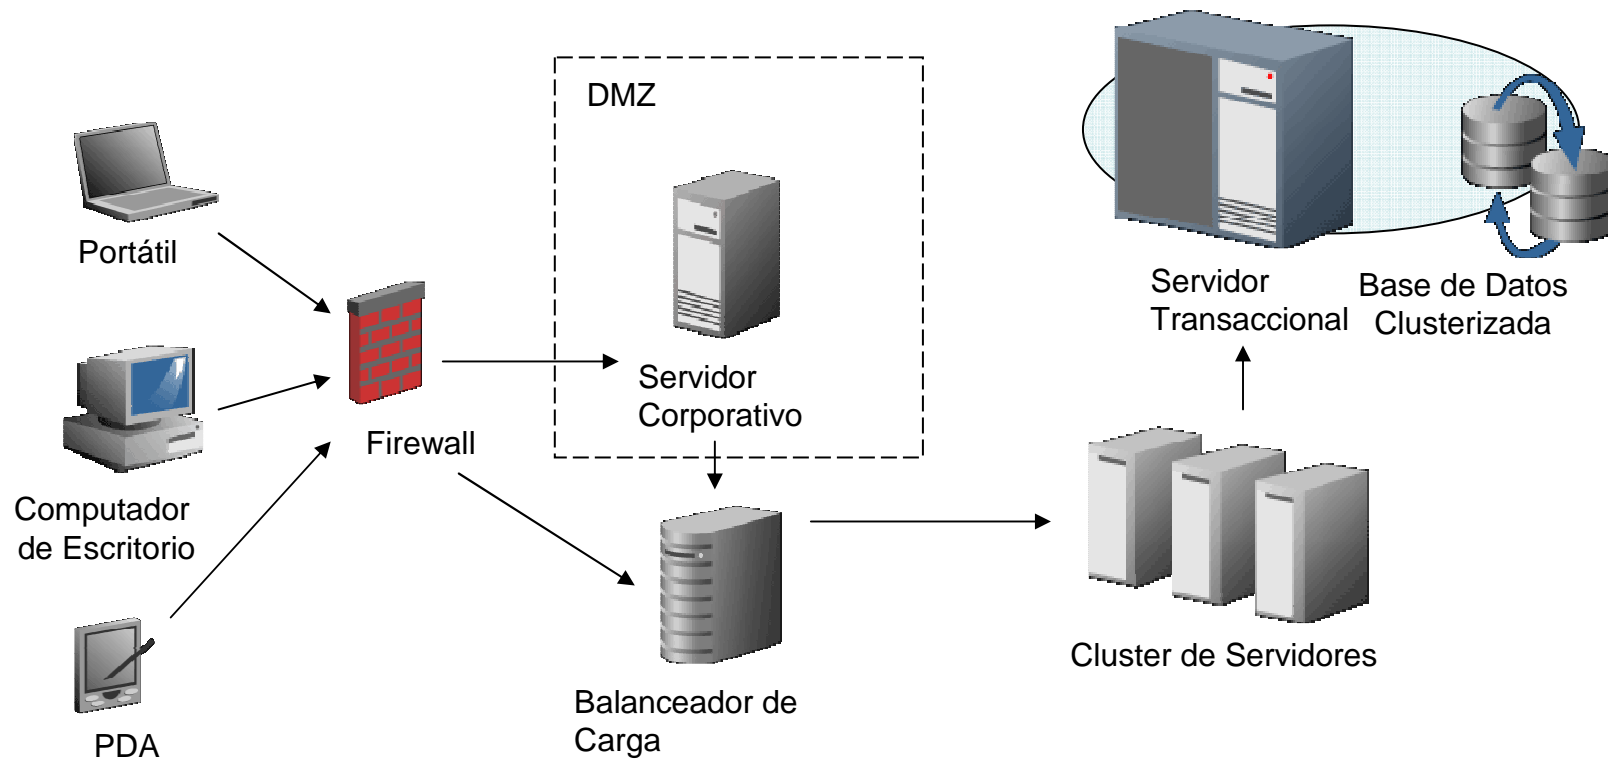 DMZ
Portátil
Servidor
Transaccional
Base de Datos
Clusterizada
Servidor
Corporativo
Firewall
Computador
de Escritorio
Cluster de Servidores
Balanceador de
Carga
PDA